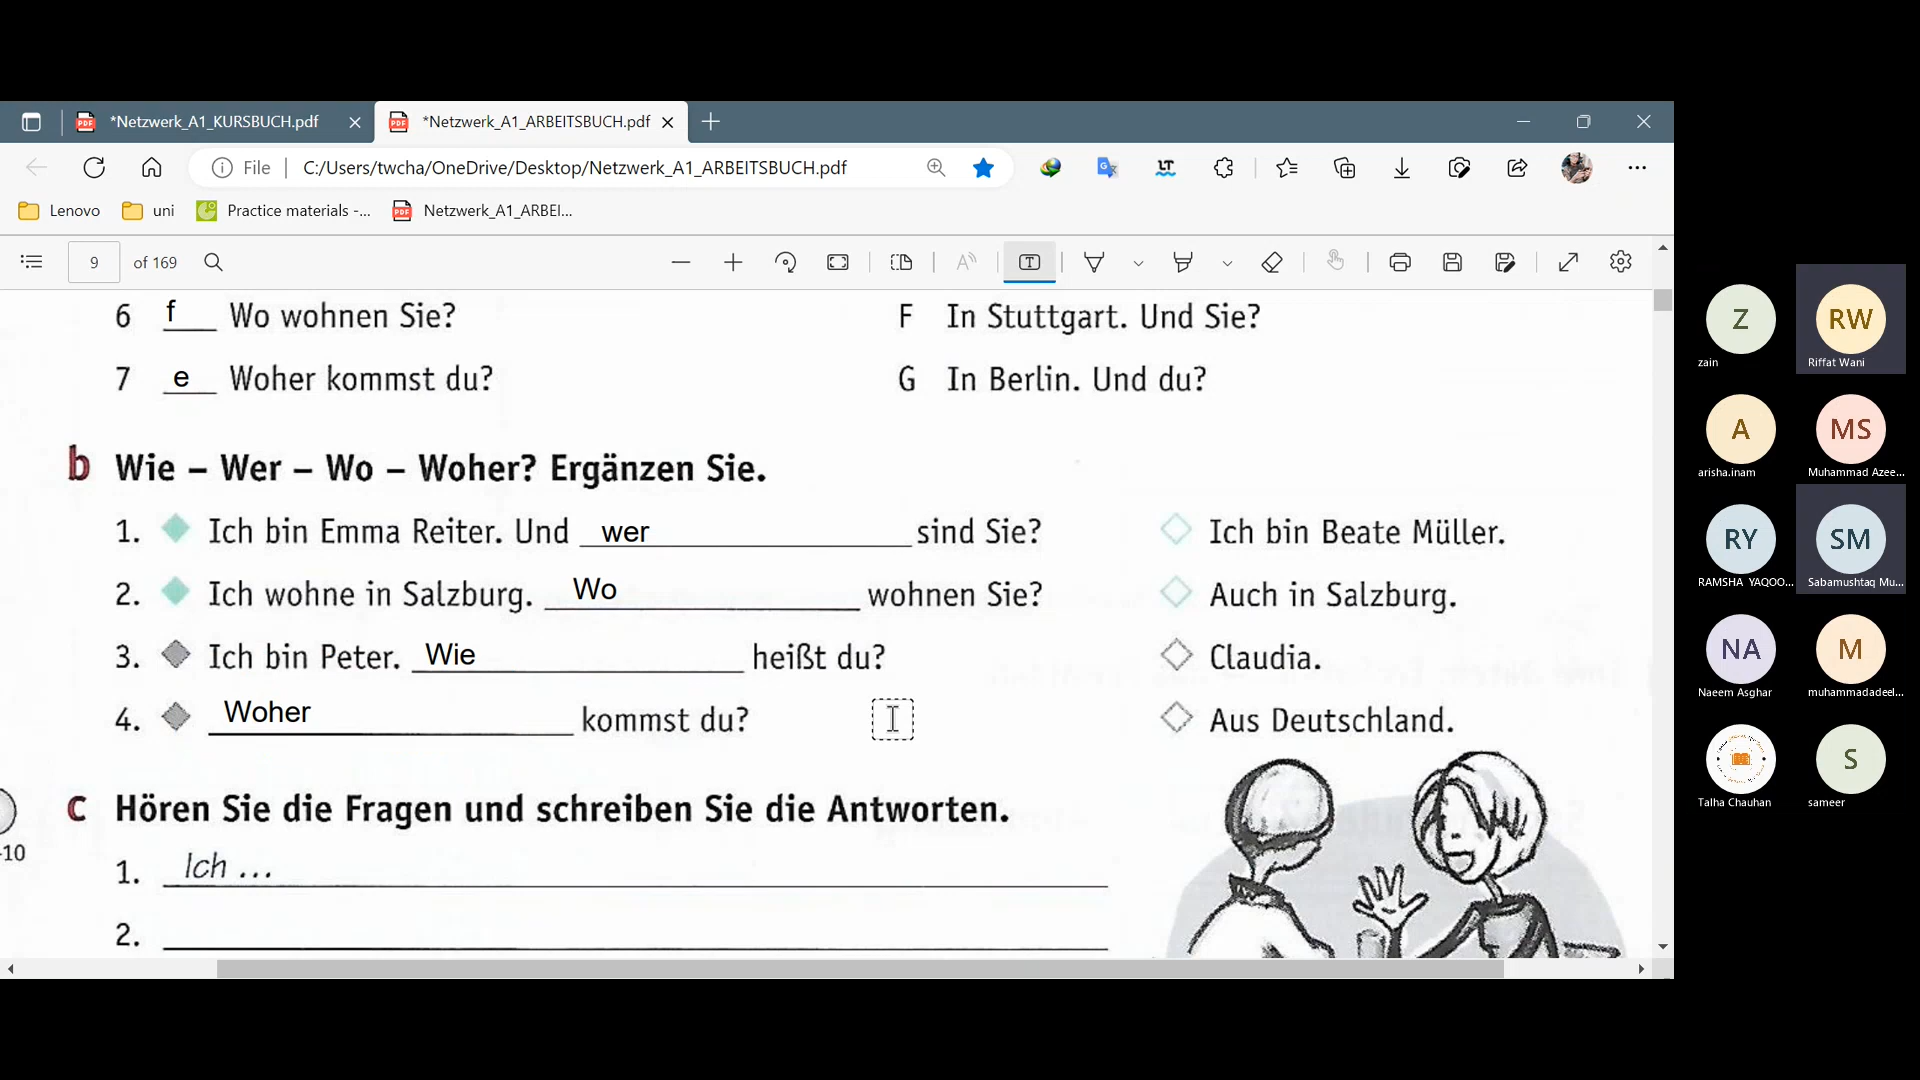 *Netzwerk_A1_KURSBUCH.pdf *Netzwerk_A1_ARBEITSBUCH.pdf
File C:/Users/twcha/OneDrive/Desktop/Netzwerk_A1_ARBEITSBUCH.pdf
Lenovo uni Practice materials -... Netzwerk_A1_ARBEI...
9 of 169
6 f Wo wohnen Sie? F In Stuttgart. Und Sie?
7 e Woher kommst du? G In Berlin. Und du?
b Wie – Wer – Wo – Woher? Ergänzen Sie.
1. Ich bin Emma Reiter. Und wer sind Sie? Ich bin Beate Müller.
2. Ich wohne in Salzburg. Wo wohnen Sie? Auch in Salzburg.
3. Ich bin Peter. Wie heißt du? Claudia.
4. Woher kommst du? Aus Deutschland.
c Hören Sie die Fragen und schreiben Sie die Antworten.
-10
1. Ich ...
2.
Z RW
zain Riffat Wani
A MS
arisha.inam Muhammad Azee...
RY SM
RAMSHA YAQOO... Sabamushtaq Mu...
NA M
Naeem Asghar muhammadadeel...
S
Talha Chauhan sameer